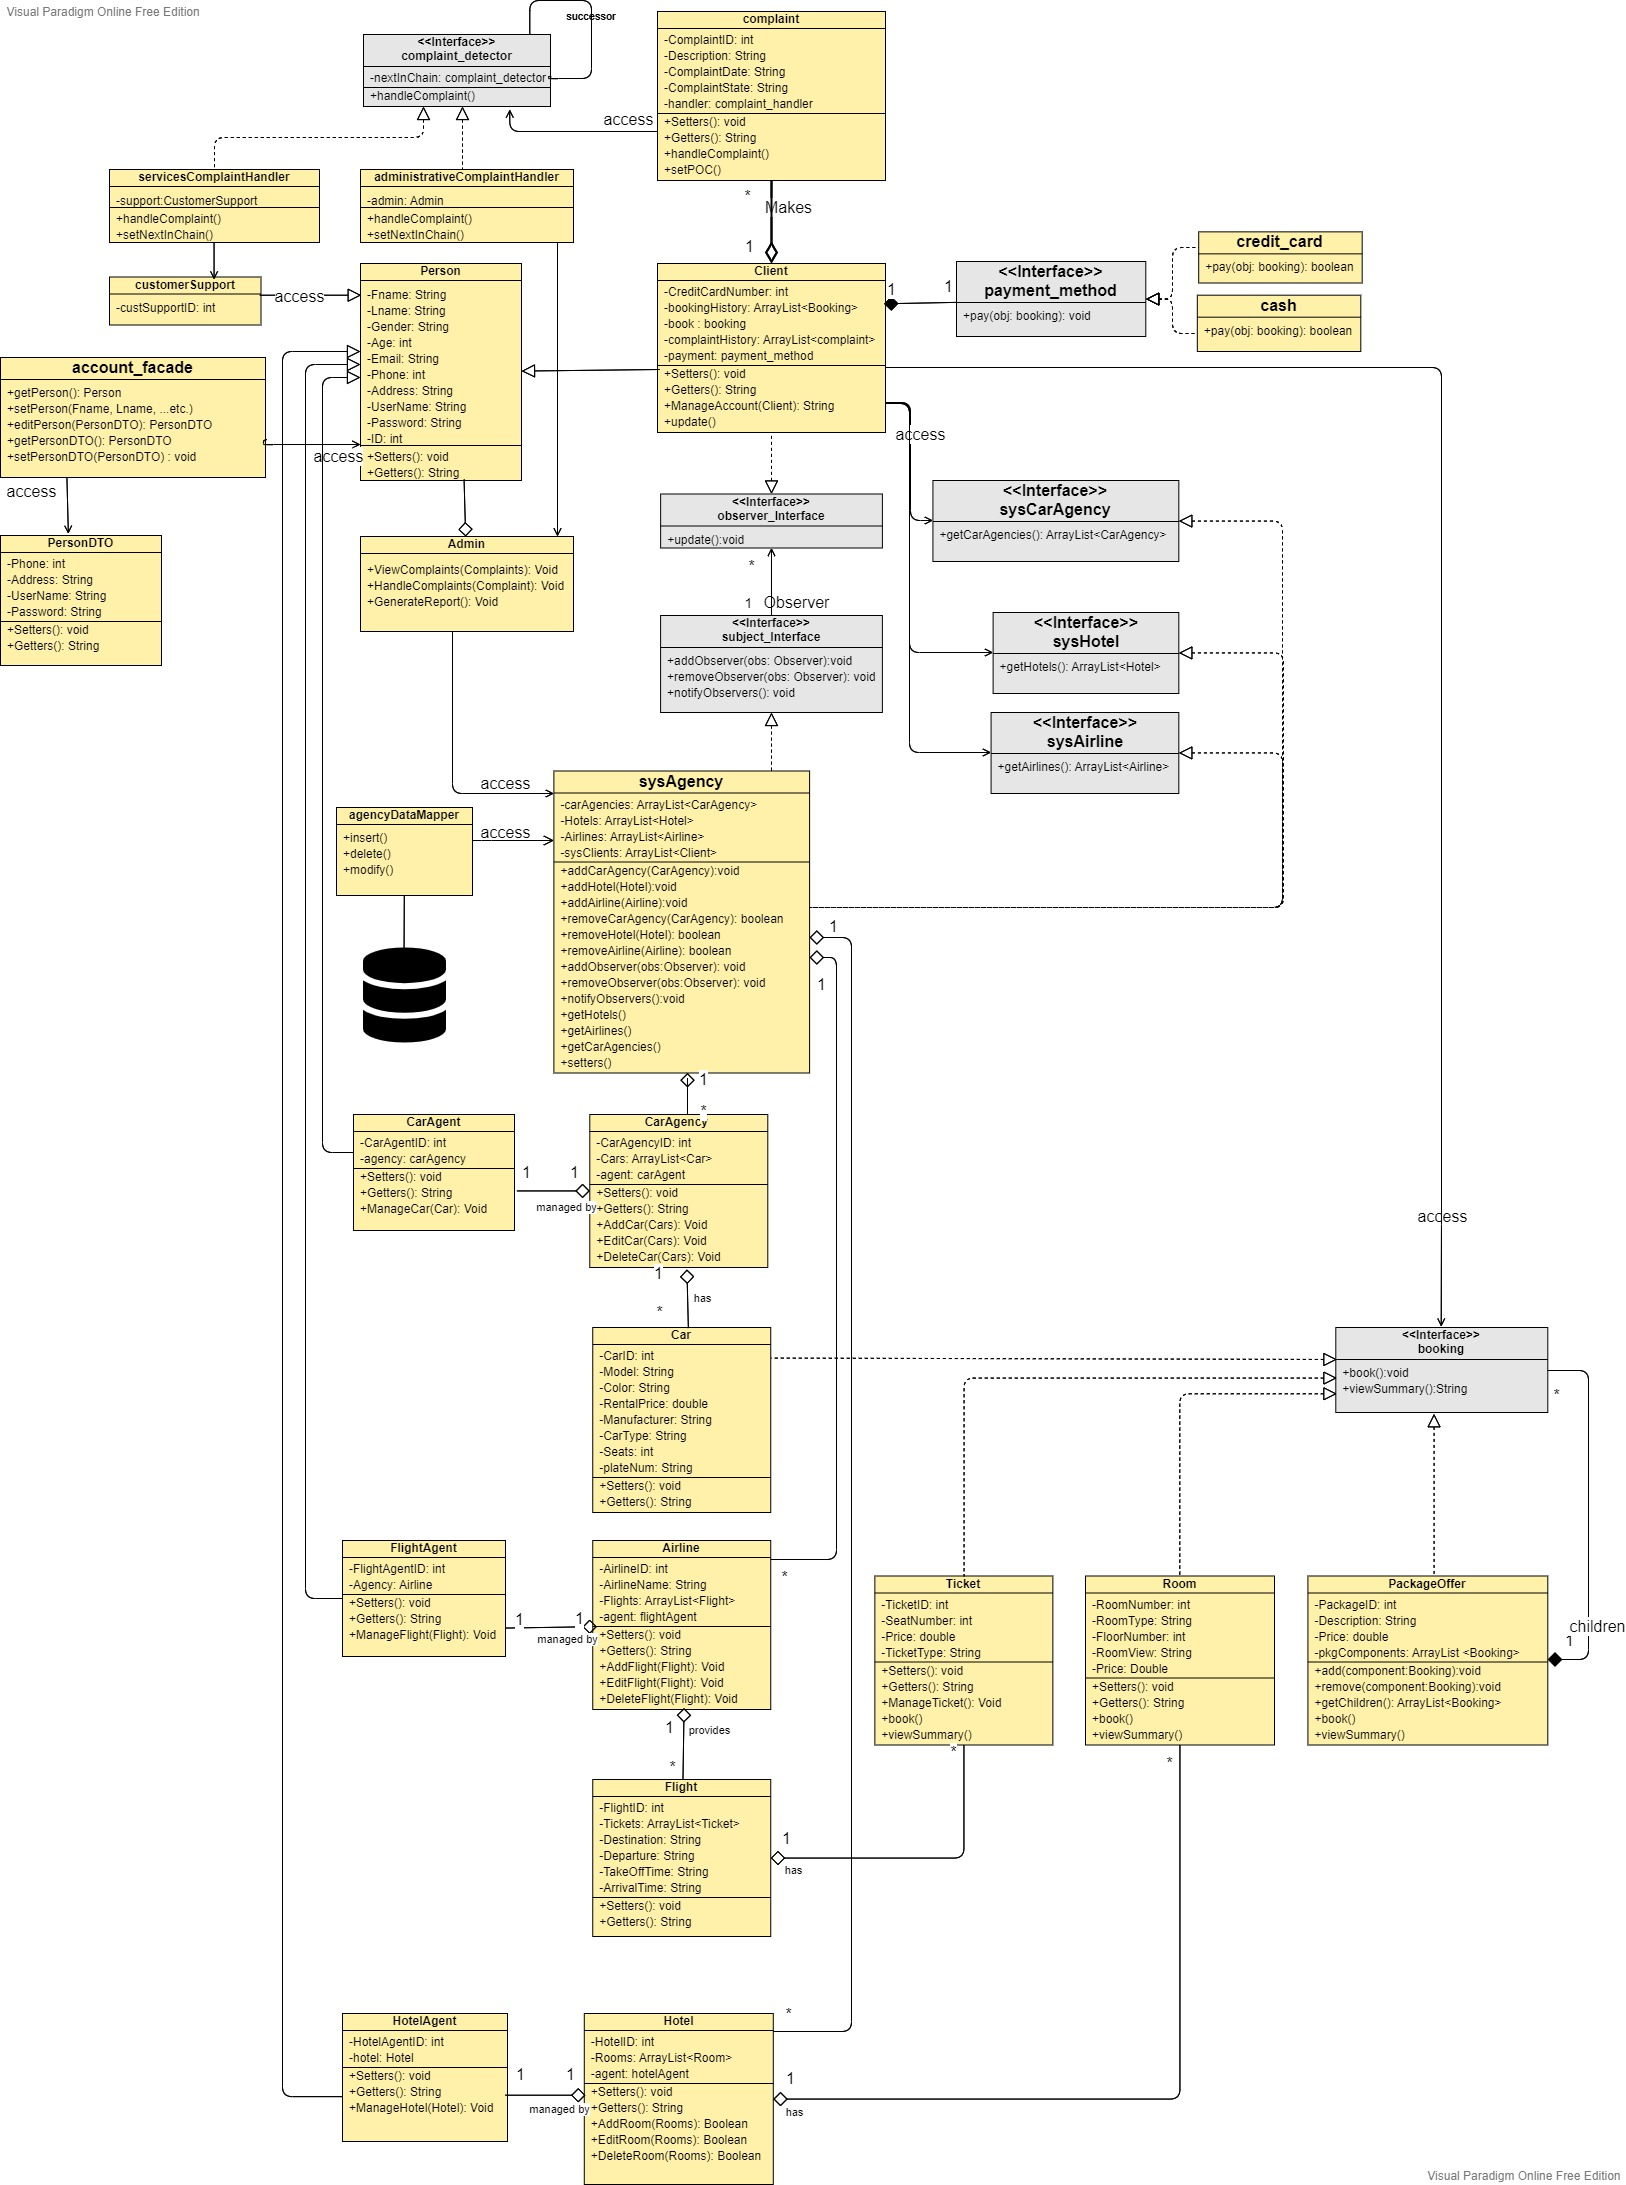 Visual Paradigm Online Free Edition
successor
<<Interface>>
complaint_detector
-nextInChain: complaint_detector
+handleComplaint()
complaint
-ComplaintID: int
-Description: String
-ComplaintDate: String
-ComplaintState: String
-handler: complaint_handler
+Setters(): void
+Getters(): String
+handleComplaint()
+setPOC()
access
servicesComplaintHandler
-support:CustomerSupport
+handleComplaint()
+setNextInChain()
administrativeComplaintHandler
-admin: Admin
+handleComplaint()
+setNextInChain()
*
Makes
1
customerSupport
-custSupportID: int
access
Person
-Fname: String
-Lname: String
-Gender: String
-Age: int
-Email: String
-Phone: int
-Address: String
-UserName: String
-Password: String
-ID: int
+Setters(): void
+Getters(): String
Client
-CreditCardNumber: int
-bookingHistory: ArrayList<Booking>
-book : booking
-complaintHistory: ArrayList<complaint>
-payment: payment_method
+Setters(): void
+Getters(): String
+ManageAccount(Client): String
+update()
1
1
<<Interface>>
payment_method
+pay(obj: booking): void
credit_card
+pay(obj: booking): boolean
cash
+pay(obj: booking): boolean
account_facade
+getPerson(): Person
+setPerson(Fname, Lname, ...etc.)
+editPerson(PersonDTO): PersonDTO
+getPersonDTO(): PersonDTO
+setPersonDTO(PersonDTO) : void
access
access
PersonDTO
-Phone: int
-Address: String
-UserName: String
-Password: String
+Setters(): void
+Getters(): String
Admin
+ViewComplaints(Complaints): Void
+HandleComplaints(Complaint): Void
+GenerateReport(): Void
<<Interface>>
observer_Interface
+update():void
*
1
Observer
<<Interface>>
subject_Interface
+addObserver(obs: Observer):void
+removeObserver(obs: Observer): void
+notifyObservers(): void
access
<<Interface>>
sysCarAgency
+getCarAgencies(): ArrayList<CarAgency>
<<Interface>>
sysHotel
+getHotels(): ArrayList<Hotel>
<<Interface>>
sysAirline
+getAirlines(): ArrayList<Airline>
access
access
agencyDataMapper
+insert()
+delete()
+modify()
sysAgency
-carAgencies: ArrayList<CarAgency>
-Hotels: ArrayList<Hotel>
-Airlines: ArrayList<Airline>
-sysClients: ArrayList<Client>
+addCarAgency(CarAgency):void
+addHotel(Hotel):void
+addAirline(Airline):void
+removeCarAgency(CarAgency): boolean
+removeHotel(Hotel): boolean
+removeAirline(Airline): boolean
+addObserver(obs:Observer): void
+removeObserver(obs:Observer): void
+notifyObservers():void
+getHotels()
+getAirlines()
+getCarAgencies()
+setters()
1
1
1
*
CarAgent
-CarAgentID: int
-agency: carAgency
+Setters(): void
+Getters(): String
+ManageCar(Car): Void
1
1
managed by
CarAgency
-CarAgencyID: int
-Cars: ArrayList<Car>
-agent: carAgent
+Setters(): void
+Getters(): String
+AddCar(Cars): Void
+EditCar(Cars): Void
+DeleteCar(Cars): Void
1
has
*
access
Car
-CarID: int
-Model: String
-Color: String
-RentalPrice: double
-Manufacturer: String
-CarType: String
-Seats: int
-plateNum: String
+Setters(): void
+Getters(): String
<<Interface>>
booking
+book():void
+viewSummary():String
*
children
1
FlightAgent
-FlightAgentID: int
-Agency: Airline
+Setters(): void
+Getters(): String
+ManageFlight(Flight): Void
1
1
managed by
Airline
-AirlineID: int
-AirlineName: String
-Flights: ArrayList<Flight>
-agent: flightAgent
+Setters(): void
+Getters(): String
+AddFlight(Flight): Void
+EditFlight(Flight): Void
+DeleteFlight(Flight): Void
*
1
provides
*
Ticket
-TicketID: int
-SeatNumber: int
-Price: double
-TicketType: String
+Setters(): void
+Getters(): String
+ManageTicket(): Void
+book()
+viewSummary()
*
Room
-RoomNumber: int
-RoomType: String
-FloorNumber: int
-RoomView: String
-Price: Double
+Setters(): void
+Getters(): String
+book()
+viewSummary()
*
PackageOffer
-PackageID: int
-Description: String
-Price: double
-pkgComponents: ArrayList <Booking>
+add(component:Booking):void
+remove(component:Booking):void
+getChildren(): ArrayList<Booking>
+book()
+viewSummary()
Flight
-FlightID: int
-Tickets: ArrayList<Ticket>
-Destination: String
-Departure: String
-TakeOffTime: String
-ArrivalTime: String
+Setters(): void
+Getters(): String
1
has
HotelAgent
-HotelAgentID: int
-hotel: Hotel
+Setters(): void
+Getters(): String
+ManageHotel(Hotel): Void
1
1
managed by
*
Hotel
-HotelID: int
-Rooms: ArrayList<Room>
-agent: hotelAgent
+Setters(): void
+Getters(): String
+AddRoom(Rooms): Boolean
+EditRoom(Rooms): Boolean
+DeleteRoom(Rooms): Boolean
1
has
Visual Paradigm Online Free Edition